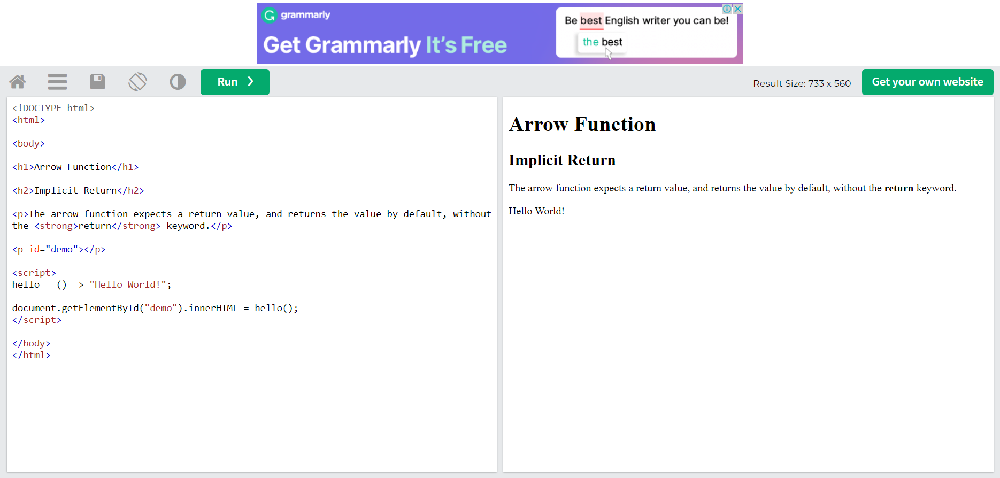 grammarly
Get Grammarly It's Free
Be best English writer you can be!
the best
Run
Result Size: 733 x 560
Get your own website
<!DOCTYPE html>
<html>
<body>
<h1>Arrow Function</h1>
<h2>Implicit Return</h2>
<p>The arrow function expects a return value, and returns the value by default, without
the <strong>return</strong> keyword.</p>
<p id="demo"></p>
<script>
hello = () => "Hello World!";
document.getElementById("demo").innerHTML = hello();
</script>
</body>
</html>
Arrow Function
Implicit Return
The arrow function expects a return value, and returns the value by default, without the return keyword.
Hello World!